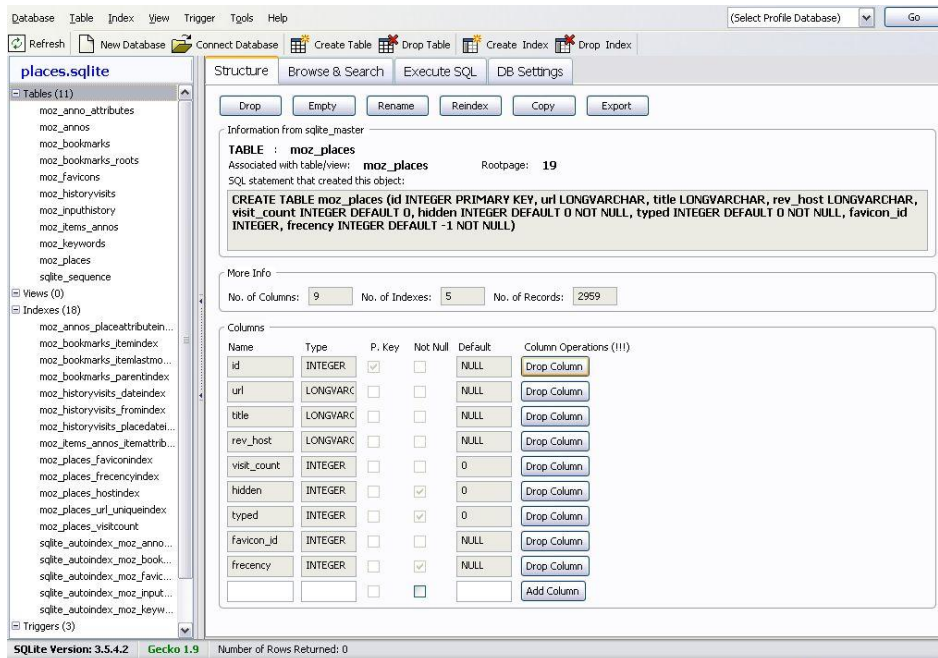 Database Table Index View Trigger Tools Help
(Select Profile Database) Go
Refresh New Database Connect Database Create Table Drop Table Create Index Drop Index
places.sqlite
Tables (11)
moz_anno_attributes
moz_annos
moz_bookmarks
moz_bookmarks_roots
moz_favicons
moz_historyvisits
moz_inputhistory
moz_items_annos
moz_keywords
moz_places
sqlite_sequence
Views (0)
Indexes (18)
moz_annos_placeattributein...
moz_bookmarks_itemindex
moz_bookmarks_itemlastmo...
moz_bookmarks_parentindex
moz_historyvisits_dateindex
moz_historyvisits_fromindex
moz_historyvisits_placedatei...
moz_items_annos_itemattrib...
moz_places_faviconindex
moz_places_frecencyindex
moz_places_hostindex
moz_places_url_uniqueindex
moz_places_visitcount
sqlite_autoindex_moz_anno...
sqlite_autoindex_moz_book...
sqlite_autoindex_moz_favic...
sqlite_autoindex_moz_input...
sqlite_autoindex_moz_keyw...
Triggers (3)
Structure Browse & Search Execute SQL DB Settings
Drop Empty Rename Reindex Copy Export
Information from sqlite_master
TABLE : moz_places
Associated with table/view: moz_places Rootpage: 19
SQL statement that created this object:
CREATE TABLE moz_places (id INTEGER PRIMARY KEY, url LONGVARCHAR, title LONGVARCHAR, rev_host LONGVARCHAR,
visit_count INTEGER DEFAULT 0, hidden INTEGER DEFAULT 0 NOT NULL, typed INTEGER DEFAULT 0 NOT NULL, favicon_id
INTEGER, frecency INTEGER DEFAULT -1 NOT NULL)
More Info
No. of Columns: 9 No. of Indexes: 5 No. of Records: 2959
Columns
Name Type P. Key Not Null Default Column Operations (!!!)
id INTEGER NULL Drop Column
url LONGVARC NULL Drop Column
title LONGVARC NULL Drop Column
rev_host LONGVARC NULL Drop Column
visit_count INTEGER 0 Drop Column
hidden INTEGER 0 Drop Column
typed INTEGER 0 Drop Column
favicon_id INTEGER NULL Drop Column
frecency INTEGER NULL Drop Column
Add Column
SQLite Version: 3.5.4.2 Gecko 1.9 Number of Rows Returned: 0